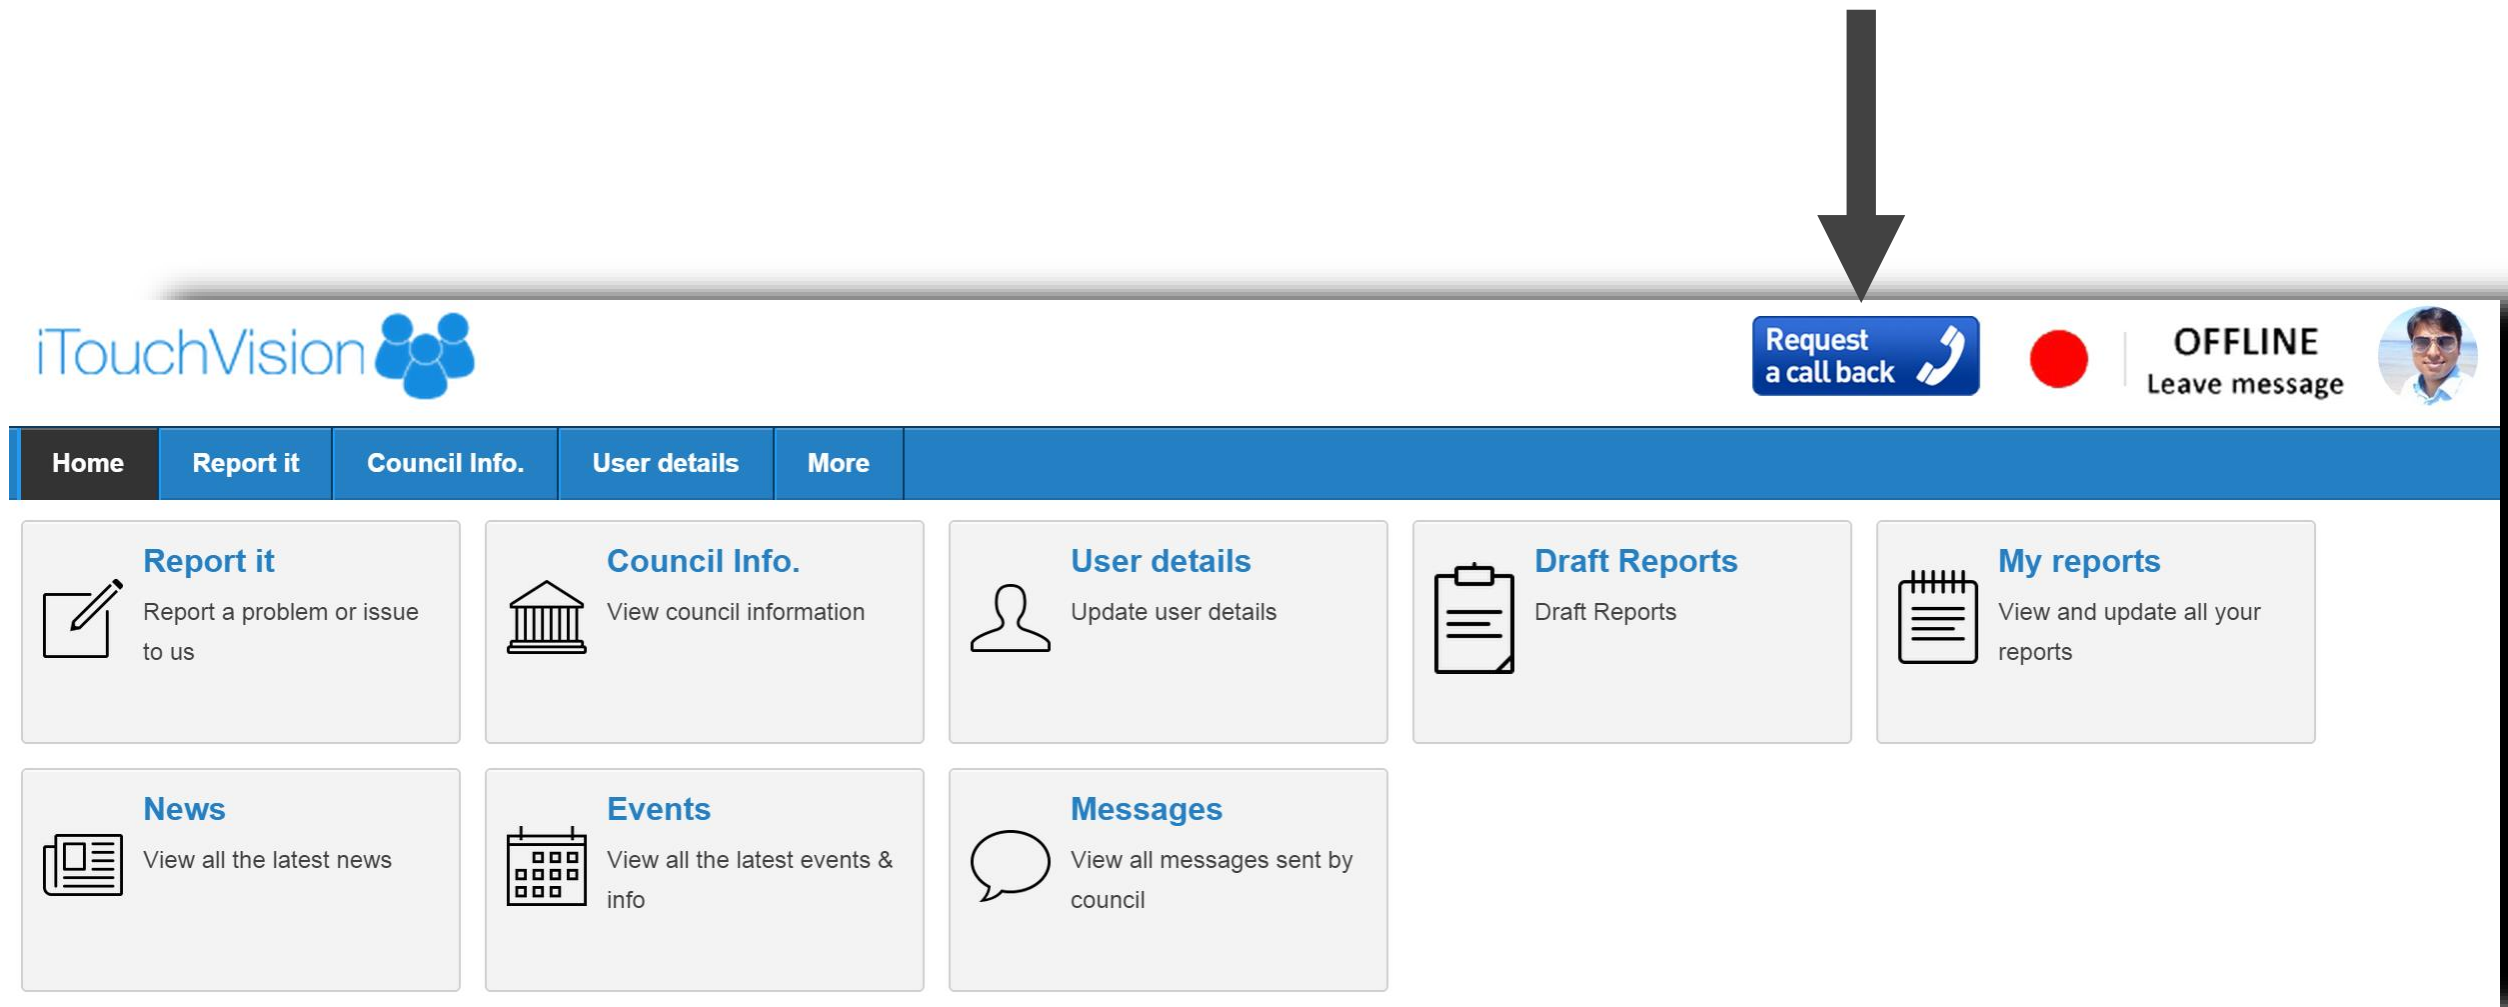 iTouchVision
Request
a call back
OFFLINE
Leave message
Home
Report it
Council Info.
User details
More
Report it
Report a problem or issue
to us
Council Info.
View council information
User details
Update user details
Draft Reports
Draft Reports
My reports
View and update all your
reports
News
View all the latest news
Events
View all the latest events &
info
Messages
View all messages sent by
council